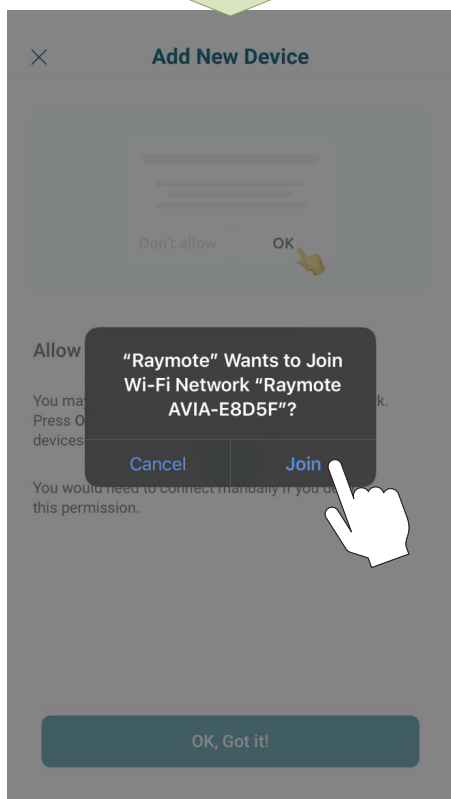 Add New Device
Don't allow
OK
Allow
"Raymote" Wants to Join
Wi-Fi Network "Raymote
AVIA-E8D5F"?
You may
k.
Press O
devices
Cancel
Join
You would need to connect manually if you de
this permission.
OK, Got it!